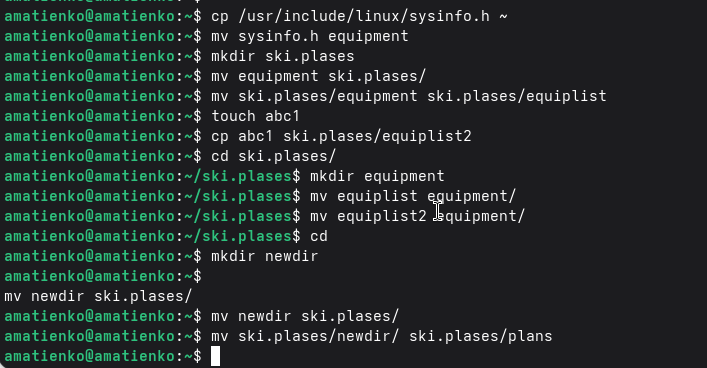 amatienko@amatienko:~$ cp /usr/include/linux/sysinfo.h ~
amatienko@amatienko:~$ mv sysinfo.h equipment
amatienko@amatienko:~$ mkdir ski.plases
amatienko@amatienko:~$ mv equipment ski.plases/
amatienko@amatienko:~$ mv ski.plases/equipment ski.plases/equiplist
amatienko@amatienko:~$ touch abc1
amatienko@amatienko:~$ cp abc1 ski.plases/equiplist2
amatienko@amatienko:~$ cd ski.plases/
amatienko@amatienko:~/ski.plases$ mkdir equipment
amatienko@amatienko:~/ski.plases$ mv equiplist equipment/
amatienko@amatienko:~/ski.plases$ mv equiplist2 equipment/
amatienko@amatienko:~/ski.plases$ cd
amatienko@amatienko:~$ mkdir newdir
amatienko@amatienko:~$
mv newdir ski.plases/
amatienko@amatienko:~$ mv newdir ski.plases/
amatienko@amatienko:~$ mv ski.plases/newdir/ ski.plases/plans
amatienko@amatienko:~$